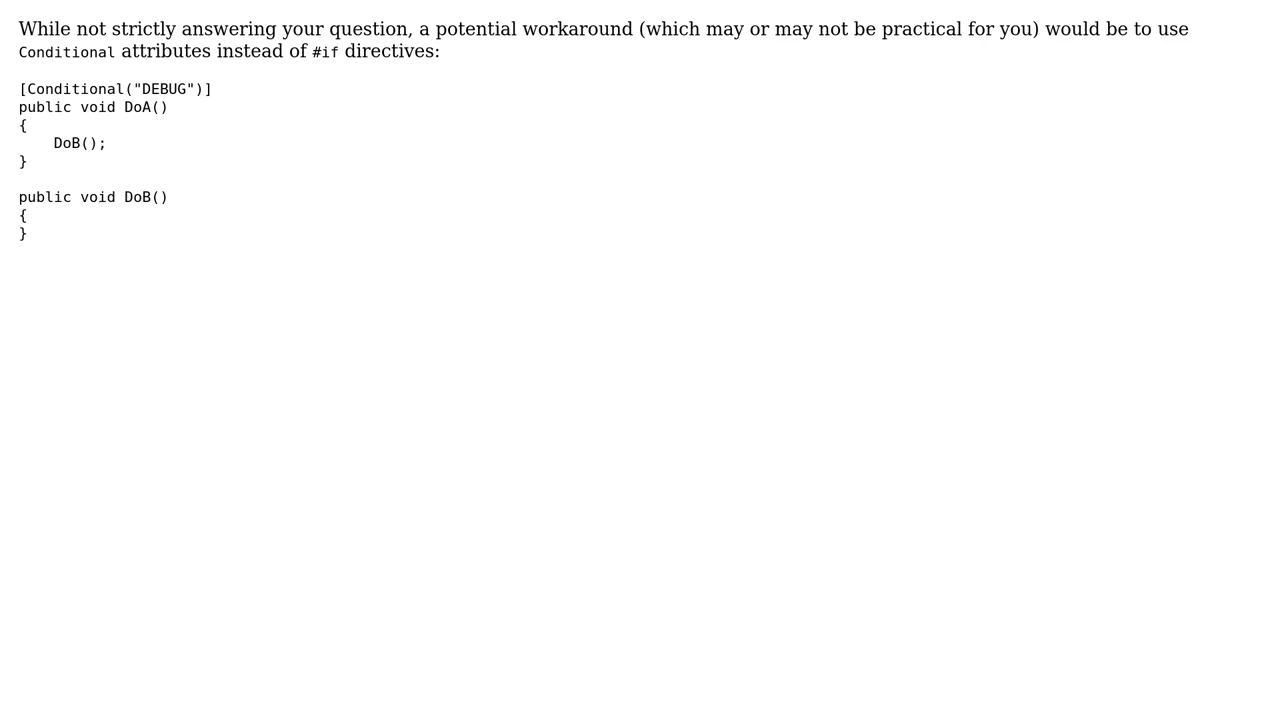 While not strictly answering your question, a potential workaround (which may or may not be practical for you) would be to use
Conditional attributes instead of #if directives:
[Conditional("DEBUG")]
public void DoA()
{
    DoB();
}
public void DoB()
{
}